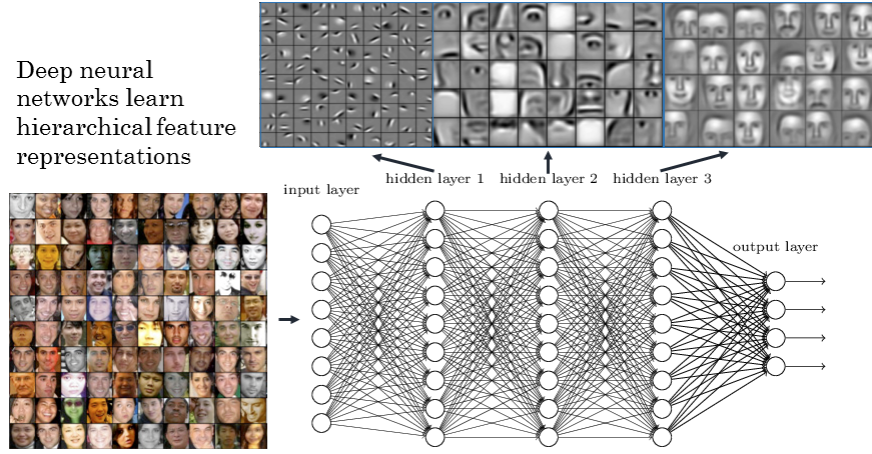 Deep neural
networks learn
hierarchical feature
representations
input layer
hidden layer 1
hidden layer 2
hidden layer 3
output layer